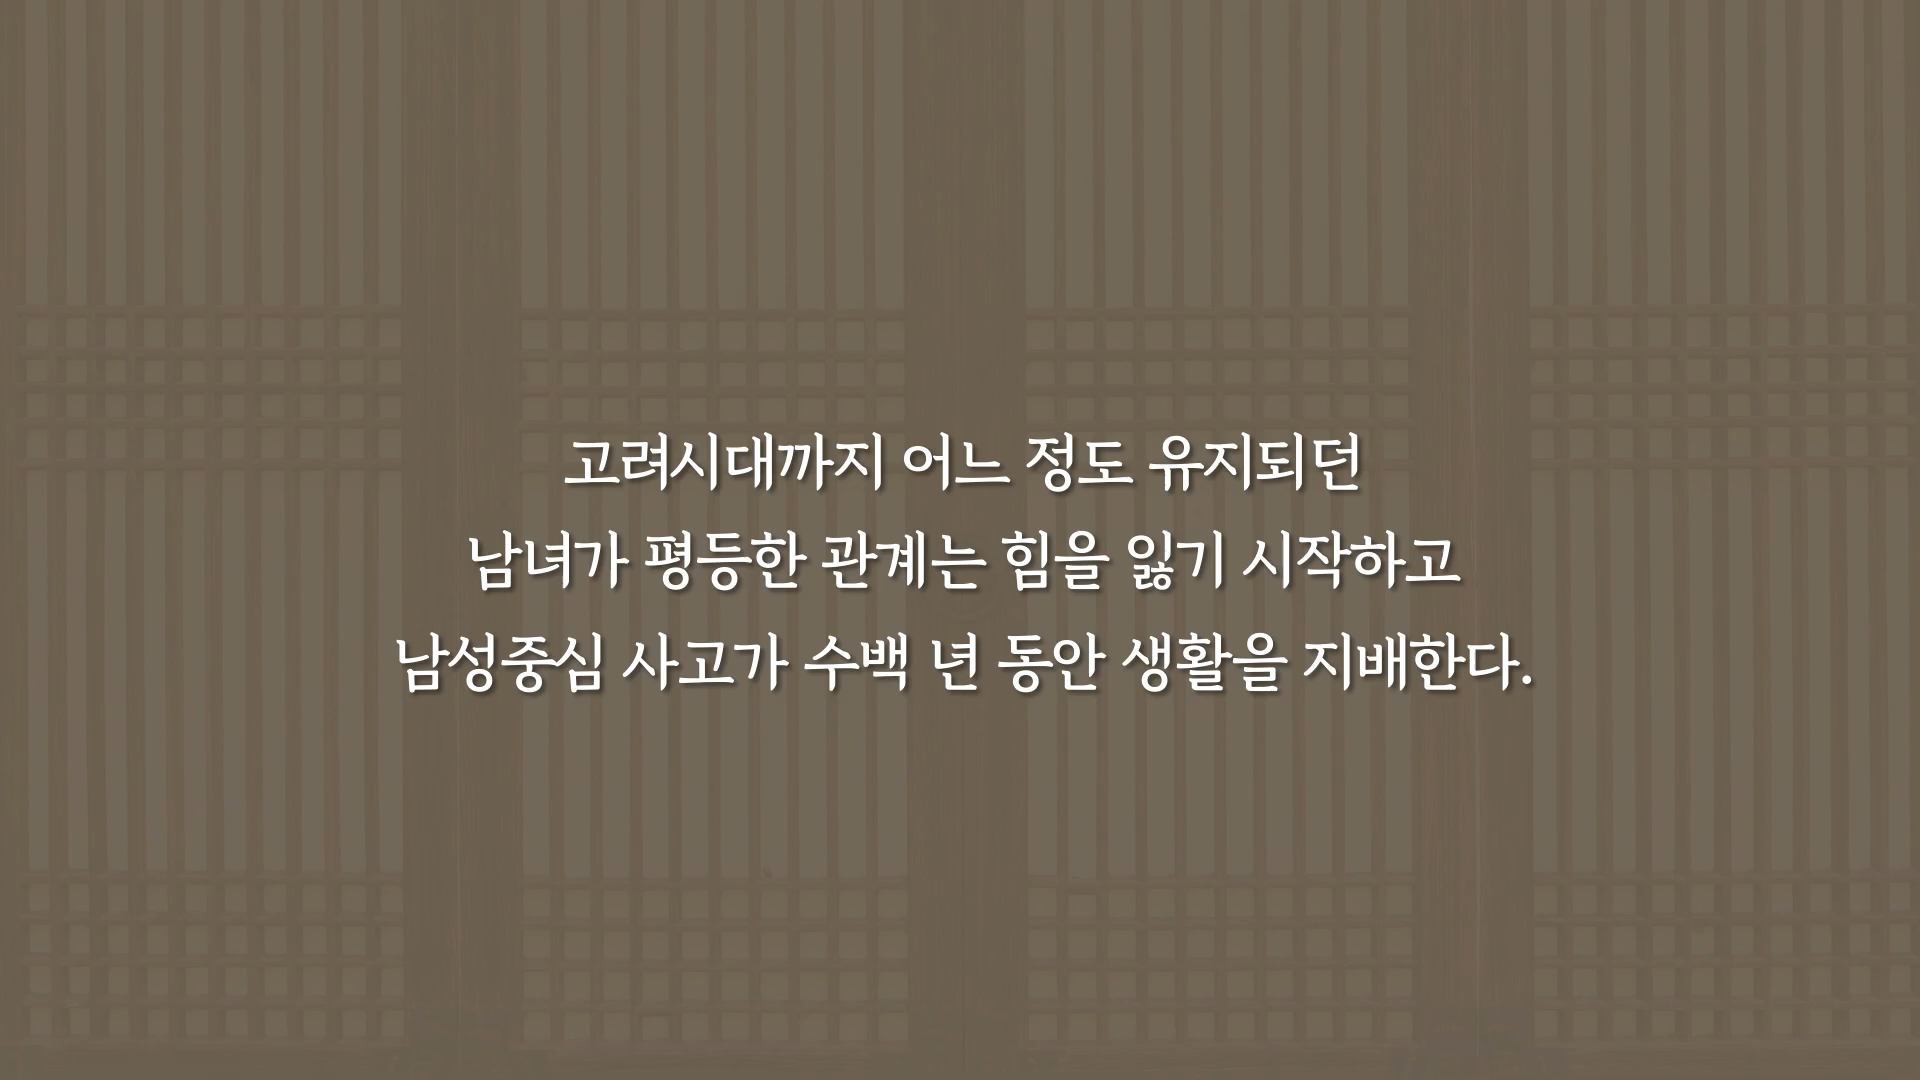 고려시대까지 어느 정도 유지되던
남녀가 평등한 관계는 힘을 잃기 시작하고
남성중심 사고가 수백 년 동안 생활을 지배한다.